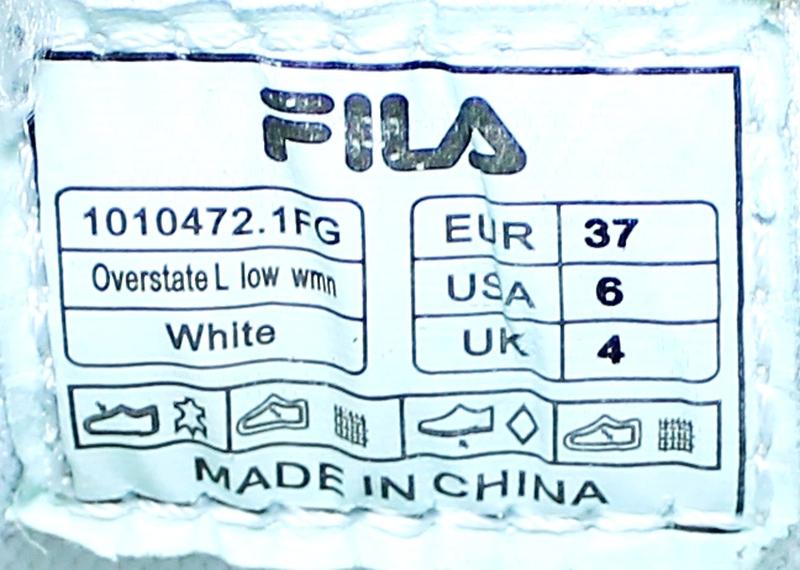 FILA
1010472.1FG
Overstate L low wmn
White
EUR 37
USA 6
UK 4
MADE IN CHINA